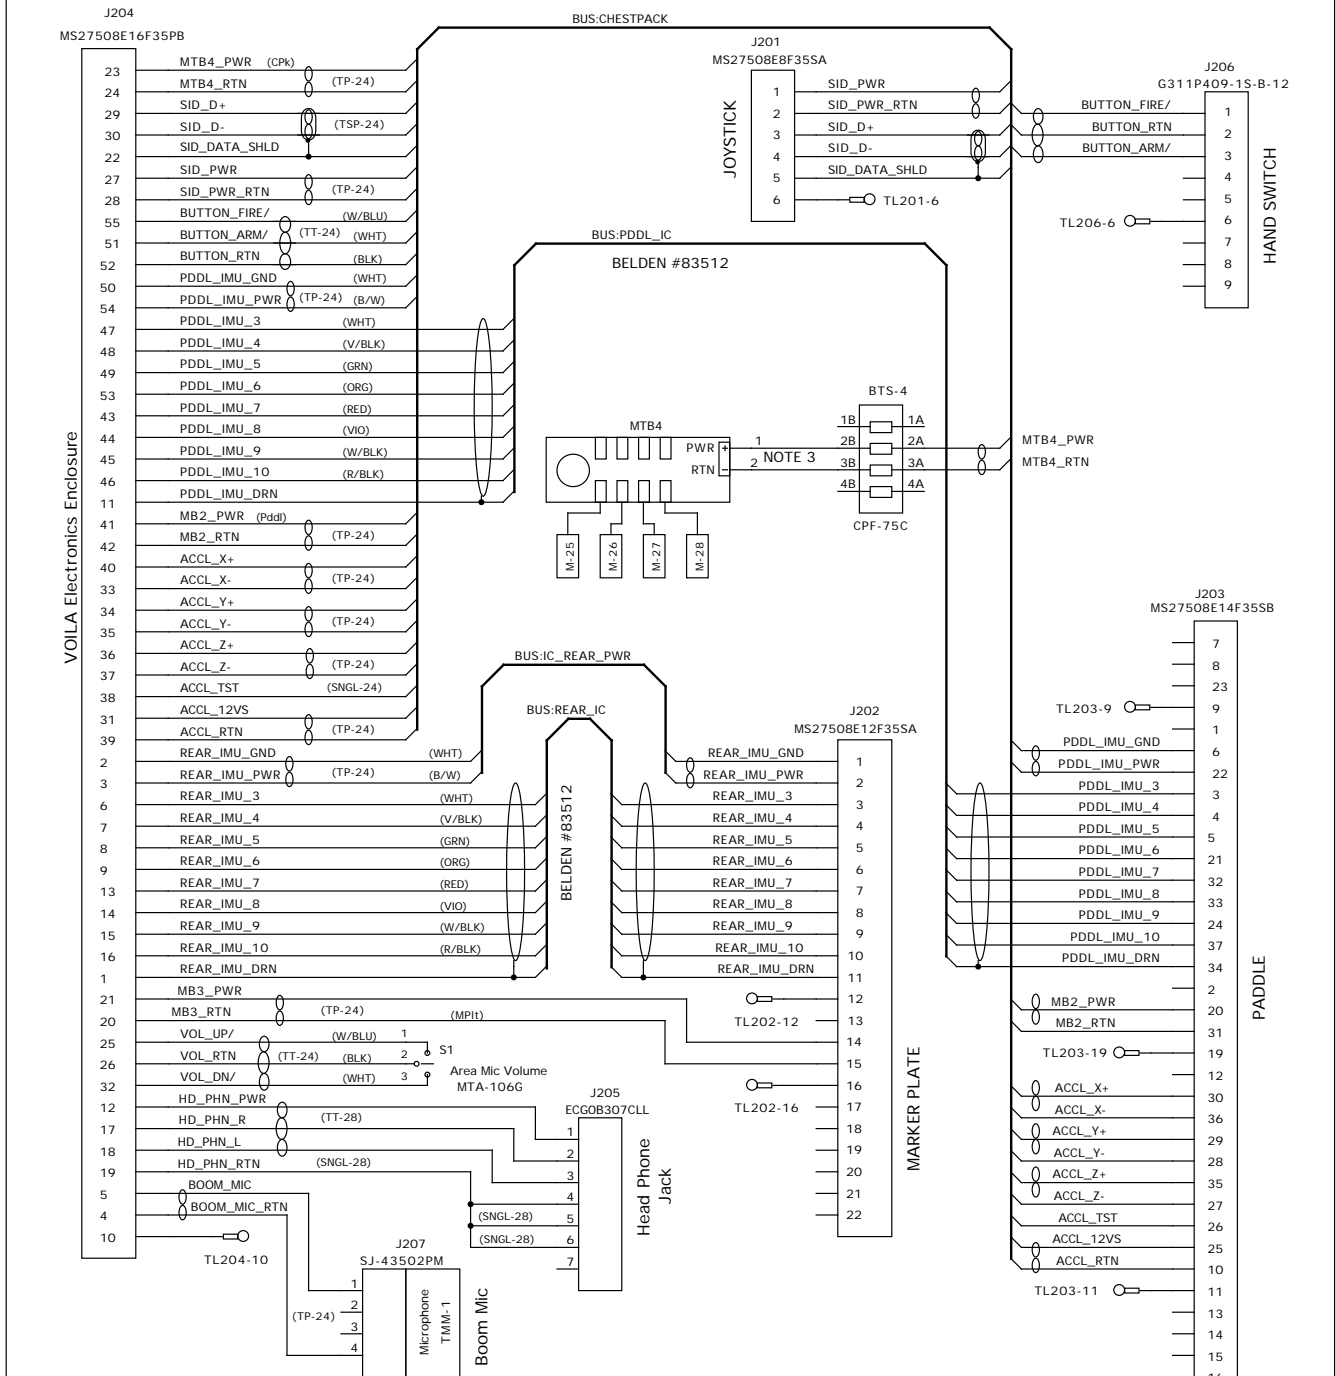 J204
MS27508E16F35PB
VOILA Electronics Enclosure
23 MTB4_PWR (CPk)
24 MTB4_RTN (TP-24)
29 SID_D+
30 SID_D- (TSP-24)
22 SID_DATA_SHLD
27 SID_PWR
28 SID_PWR_RTN (TP-24)
55 BUTTON_FIRE/ (W/BLU)
51 BUTTON_ARM/ (TT-24) (WHT)
52 BUTTON_RTN (BLK)
50 PDDL_IMU_GND (WHT)
54 PDDL_IMU_PWR (TP-24) (B/W)
47 PDDL_IMU_3 (WHT)
48 PDDL_IMU_4 (V/BLK)
49 PDDL_IMU_5 (GRN)
53 PDDL_IMU_6 (ORG)
43 PDDL_IMU_7 (RED)
44 PDDL_IMU_8 (VIO)
45 PDDL_IMU_9 (W/BLK)
46 PDDL_IMU_10 (R/BLK)
11 PDDL_IMU_DRN
41 MB2_PWR (Pddl)
42 MB2_RTN (TP-24)
40 ACCL_X+
33 ACCL_X- (TP-24)
34 ACCL_Y+
35 ACCL_Y- (TP-24)
36 ACCL_Z+
37 ACCL_Z- (TP-24)
38 ACCL_TST (SNGL-24)
31 ACCL_12VS
39 ACCL_RTN (TP-24)
2 REAR_IMU_GND (WHT)
3 REAR_IMU_PWR (TP-24) (B/W)
6 REAR_IMU_3 (WHT)
7 REAR_IMU_4 (V/BLK)
8 REAR_IMU_5 (GRN)
9 REAR_IMU_6 (ORG)
13 REAR_IMU_7 (RED)
14 REAR_IMU_8 (VIO)
15 REAR_IMU_9 (W/BLK)
16 REAR_IMU_10 (R/BLK)
1 REAR_IMU_DRN
21 MB3_PWR
20 MB3_RTN (TP-24) (MPlt)
25 VOL_UP/ (W/BLU) 1
26 VOL_RTN (TT-24) (BLK) 2
32 VOL_DN/ (WHT) 3
12 HD_PHN_PWR
17 HD_PHN_R (TT-28)
18 HD_PHN_L
19 HD_PHN_RTN (SNGL-28)
5 BOOM_MIC
4 BOOM_MIC_RTN
10
TL204-10
S1
Area Mic Volume
MTA-106G
BUS:CHESTPACK
J201
MS27508E8F35SA
JOYSTICK
1 SID_PWR
2 SID_PWR_RTN
3 SID_D+
4 SID_D-
5 SID_DATA_SHLD
6 TL201-6
J206
G311P409-1S-B-12
HAND SWITCH
BUTTON_FIRE/ 1
BUTTON_RTN 2
BUTTON_ARM/ 3
4
5
TL206-6 6
7
8
9
BUS:PDDL_IC
BELDEN #83512
MTB4
PWR + 1
RTN - 2
NOTE 3
M-25
M-26
M-27
M-28
BTS-4
1B 1A
2B 2A
3B 3A
4B 4A
CPF-75C
MTB4_PWR
MTB4_RTN
BUS:IC_REAR_PWR
BUS:REAR_IC
BELDEN #83512
J202
MS27508E12F35SA
MARKER PLATE
REAR_IMU_GND 1
REAR_IMU_PWR 2
REAR_IMU_3 3
REAR_IMU_4 4
REAR_IMU_5 5
REAR_IMU_6 6
REAR_IMU_7 7
REAR_IMU_8 8
REAR_IMU_9 9
REAR_IMU_10 10
REAR_IMU_DRN 11
12
TL202-12
13
14
15
16
TL202-16
17
18
19
20
21
22
J205
ECG0B307CLL
Head Phone
Jack
1
2
3
4
(SNGL-28) 5
(SNGL-28) 6
7
J207
SJ-43502PM
1
2
(TP-24)
3
4
Microphone
TMM-1
Boom Mic
J203
MS27508E14F35SB
PADDLE
7
8
23
TL203-9 9
1
PDDL_IMU_GND 6
PDDL_IMU_PWR 22
PDDL_IMU_3 3
PDDL_IMU_4 4
PDDL_IMU_5 5
PDDL_IMU_6 21
PDDL_IMU_7 32
PDDL_IMU_8 33
PDDL_IMU_9 24
PDDL_IMU_10 37
PDDL_IMU_DRN 34
2
MB2_PWR 20
MB2_RTN 31
TL203-19 19
12
ACCL_X+ 30
ACCL_X- 36
ACCL_Y+ 29
ACCL_Y- 28
ACCL_Z+ 35
ACCL_Z- 27
ACCL_TST 26
ACCL_12VS 25
ACCL_RTN 10
TL203-11 11
13
14
15